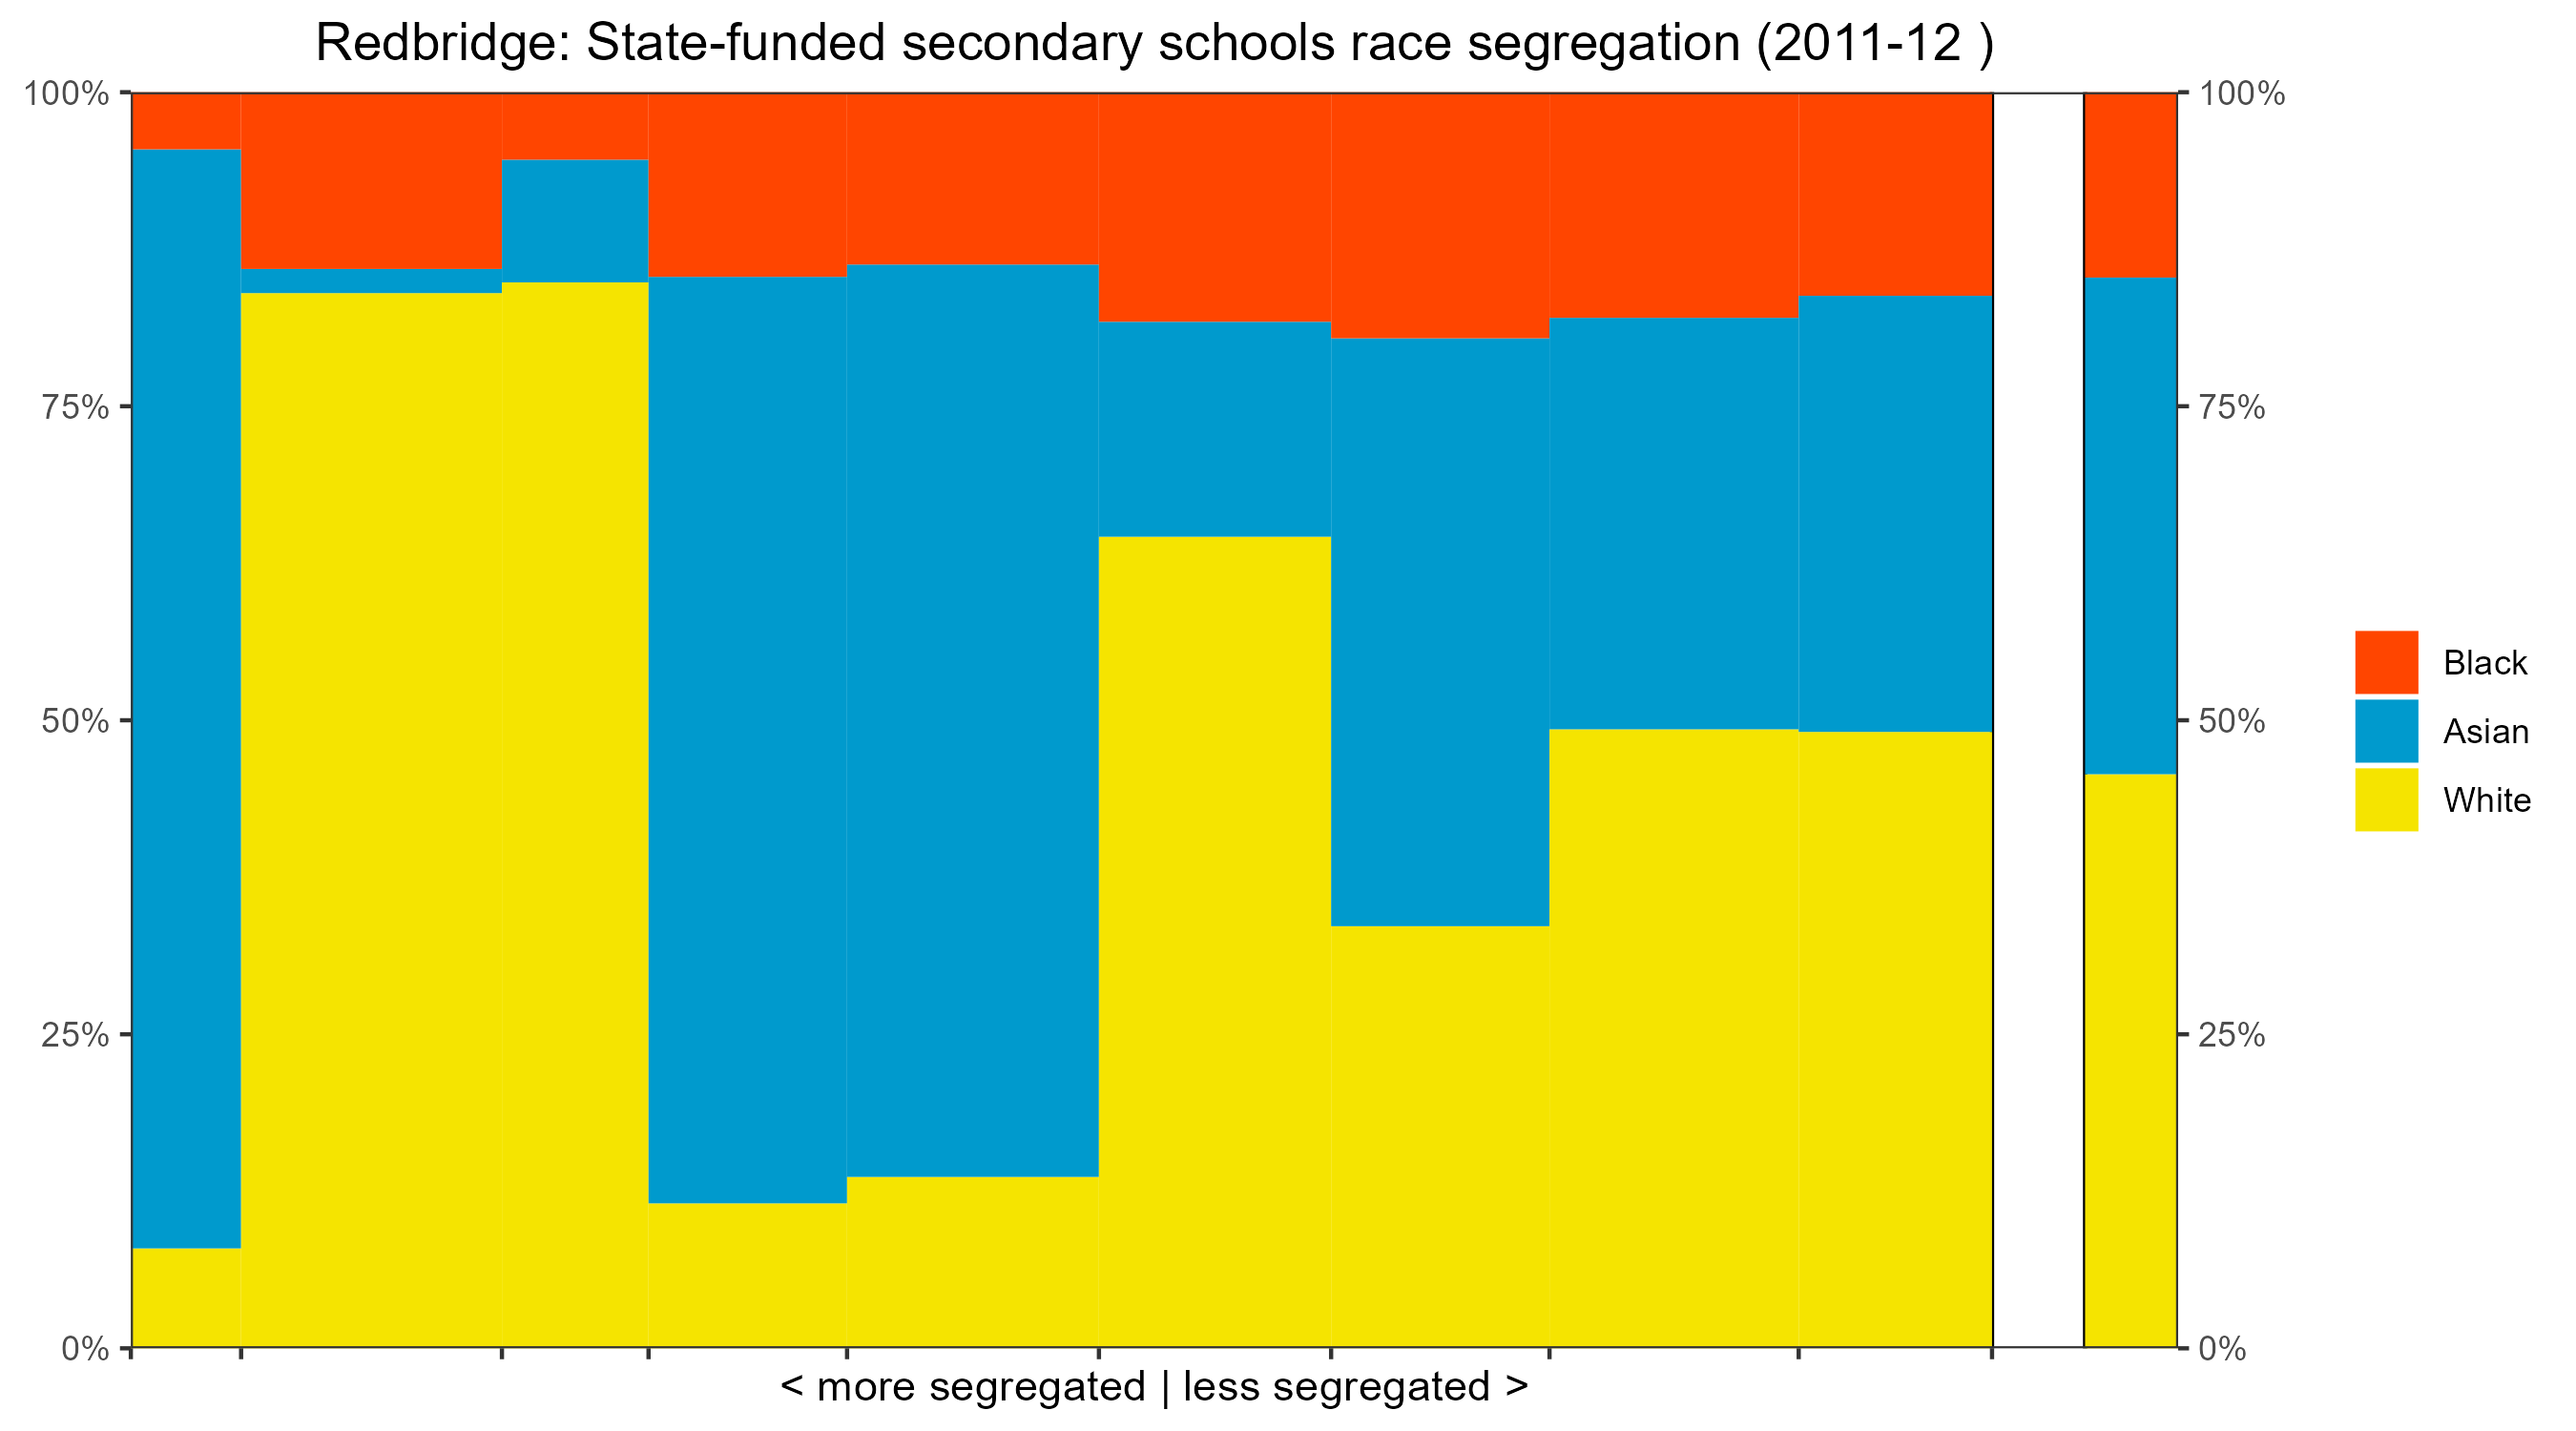 Redbridge: State-funded secondary schools race segregation (2011-12 )
100%
75%
50%
25%
0%
100%
75%
50%
25%
0%
Black
Asian
White
< more segregated | less segregated >